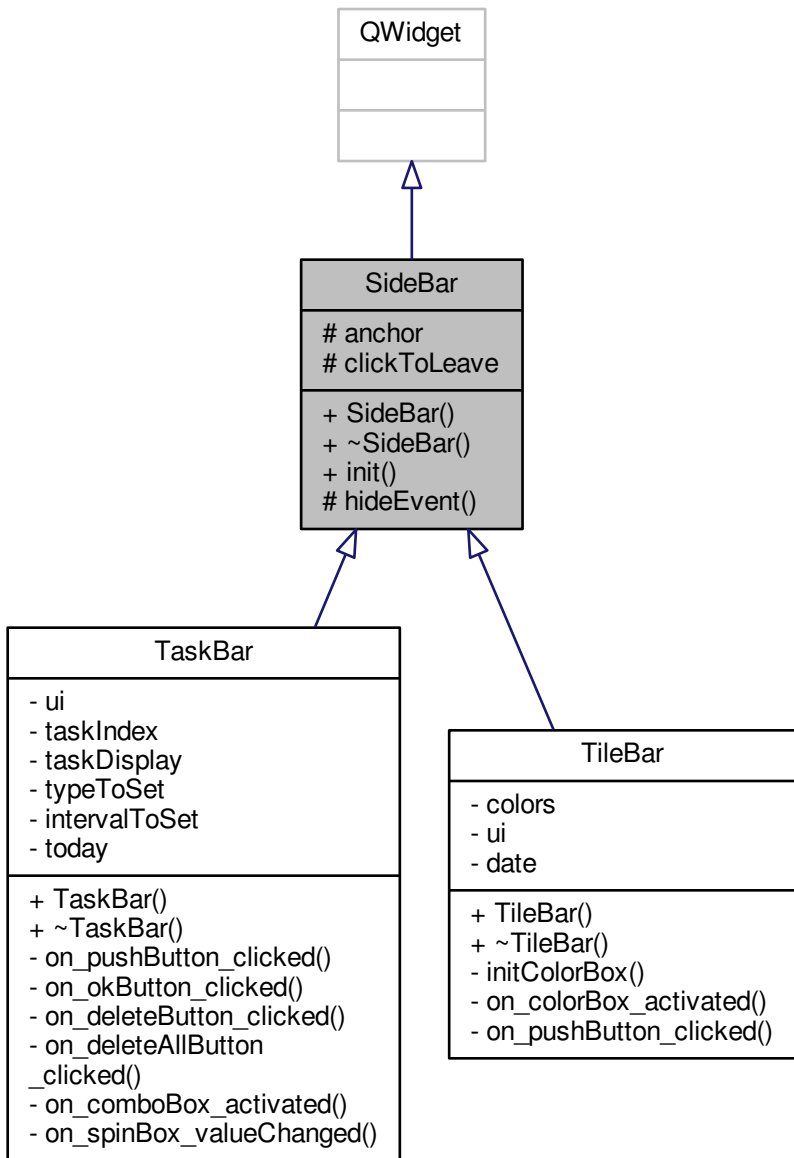 QWidget
SideBar
# anchor
# clickToLeave
+ SideBar()
+ ~SideBar()
+ init()
# hideEvent()
TaskBar
- ui
- taskIndex
- taskDisplay
- typeToSet
- intervalToSet
- today
+ TaskBar()
+ ~TaskBar()
- on_pushButton_clicked()
- on_okButton_clicked()
- on_deleteButton_clicked()
- on_deleteAllButton
_clicked()
- on_comboBox_activated()
- on_spinBox_valueChanged()
TileBar
- colors
- ui
- date
+ TileBar()
+ ~TileBar()
- initColorBox()
- on_colorBox_activated()
- on_pushButton_clicked()